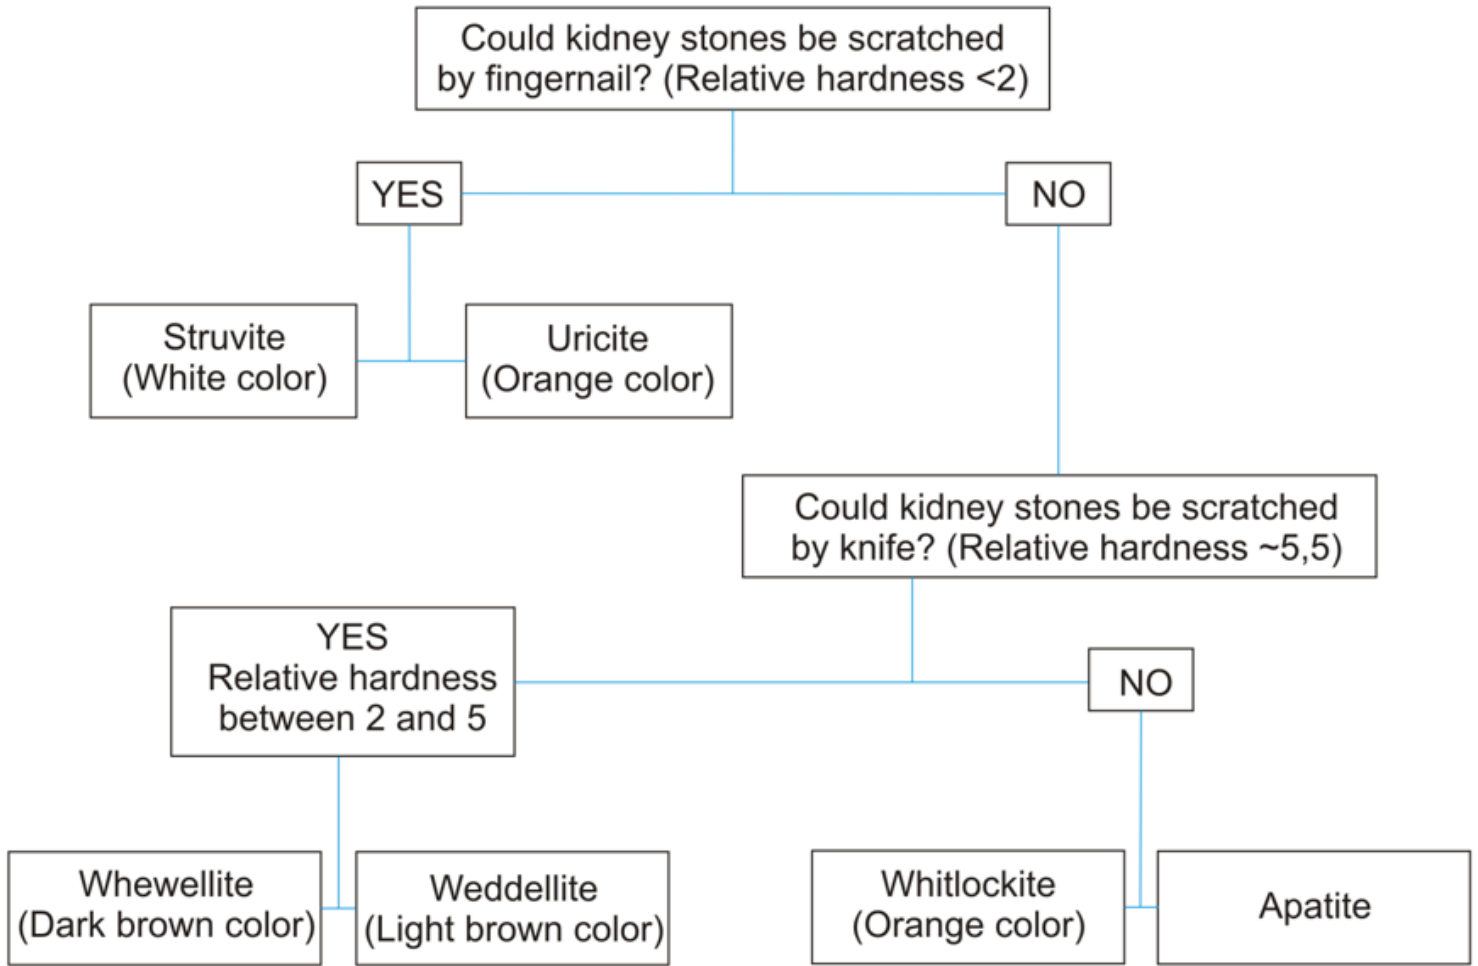 Could kidney stones be scratched
by fingernail? (Relative hardness <2)
YES
NO
Struvite
(White color)
Uricite
(Orange color)
Could kidney stones be scratched
by knife? (Relative hardness ~5,5)
YES
Relative hardness
between 2 and 5
NO
Whewellite
(Dark brown color)
Weddellite
(Light brown color)
Whitlockite
(Orange color)
Apatite